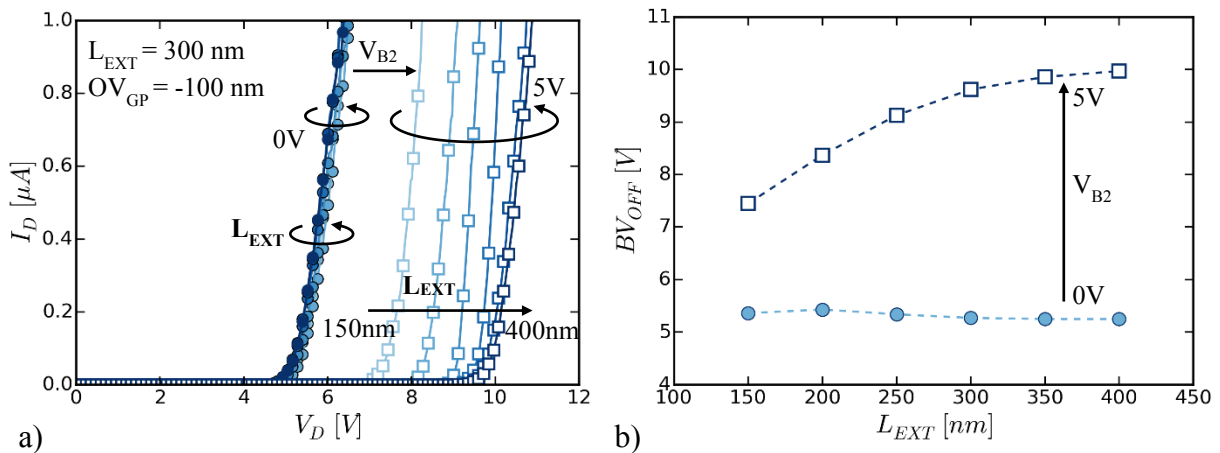 L_EXT = 300 nm
OV_GP = -100 nm
V_B2
0V
5V
L_EXT
L_EXT
150nm
400nm
1.0
0.8
0.6
0.4
0.2
0.0
I_D [μA]
0
2
4
6
8
10
12
V_D [V]
a)
11
10
9
8
7
6
5
4
BV_OFF [V]
5V
V_B2
0V
100
150
200
250
300
350
400
450
L_EXT [nm]
b)